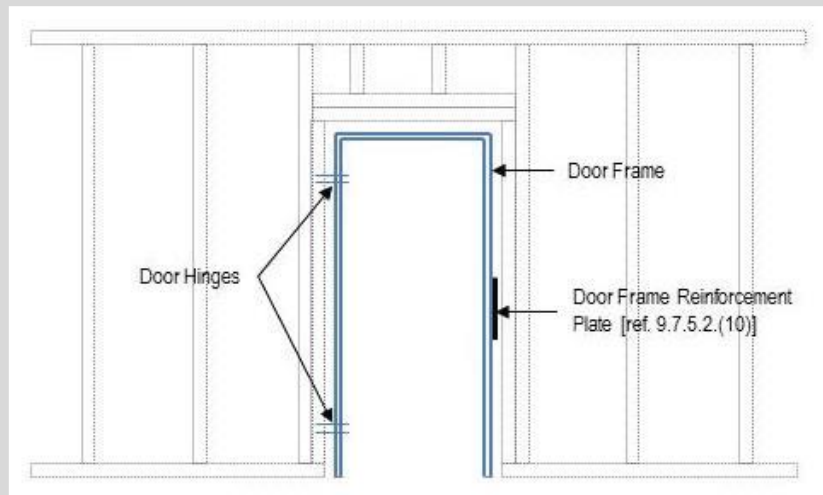 Door Frame
Door Hinges
Door Frame Reinforcement
Plate [ref. 9.7.5.2.(10)]